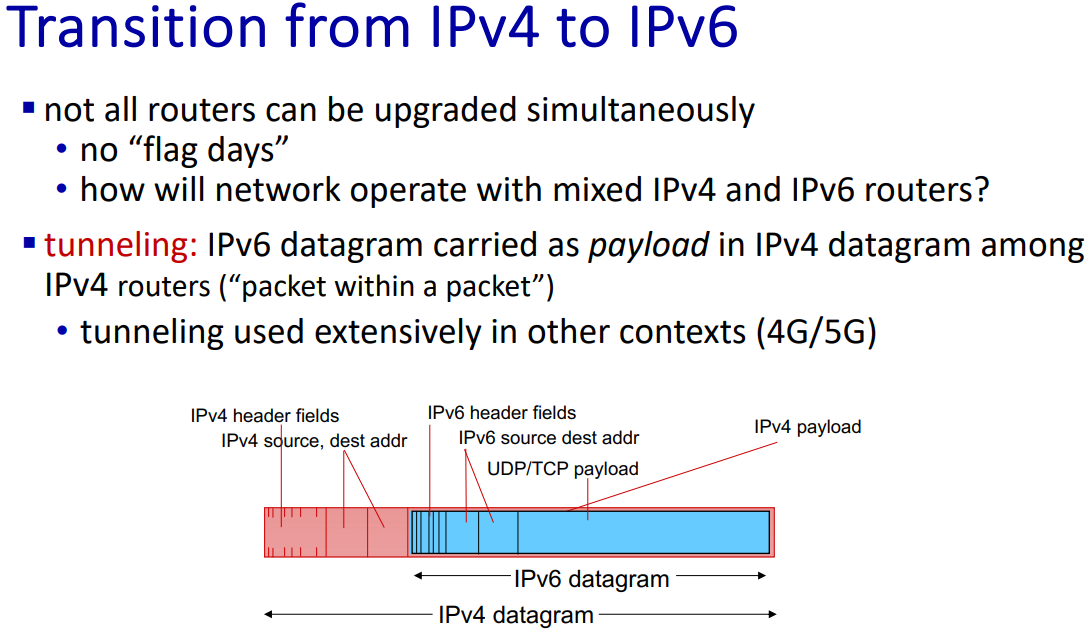 Transition from IPv4 to IPv6
not all routers can be upgraded simultaneously
no “flag days”
how will network operate with mixed IPv4 and IPv6 routers?
tunneling: IPv6 datagram carried as payload in IPv4 datagram among
IPv4 routers (“packet within a packet”)
tunneling used extensively in other contexts (4G/5G)
IPv4 header fields
IPv4 source, dest addr
IPv6 header fields
IPv6 source dest addr
UDP/TCP payload
IPv4 payload
IPv6 datagram
IPv4 datagram